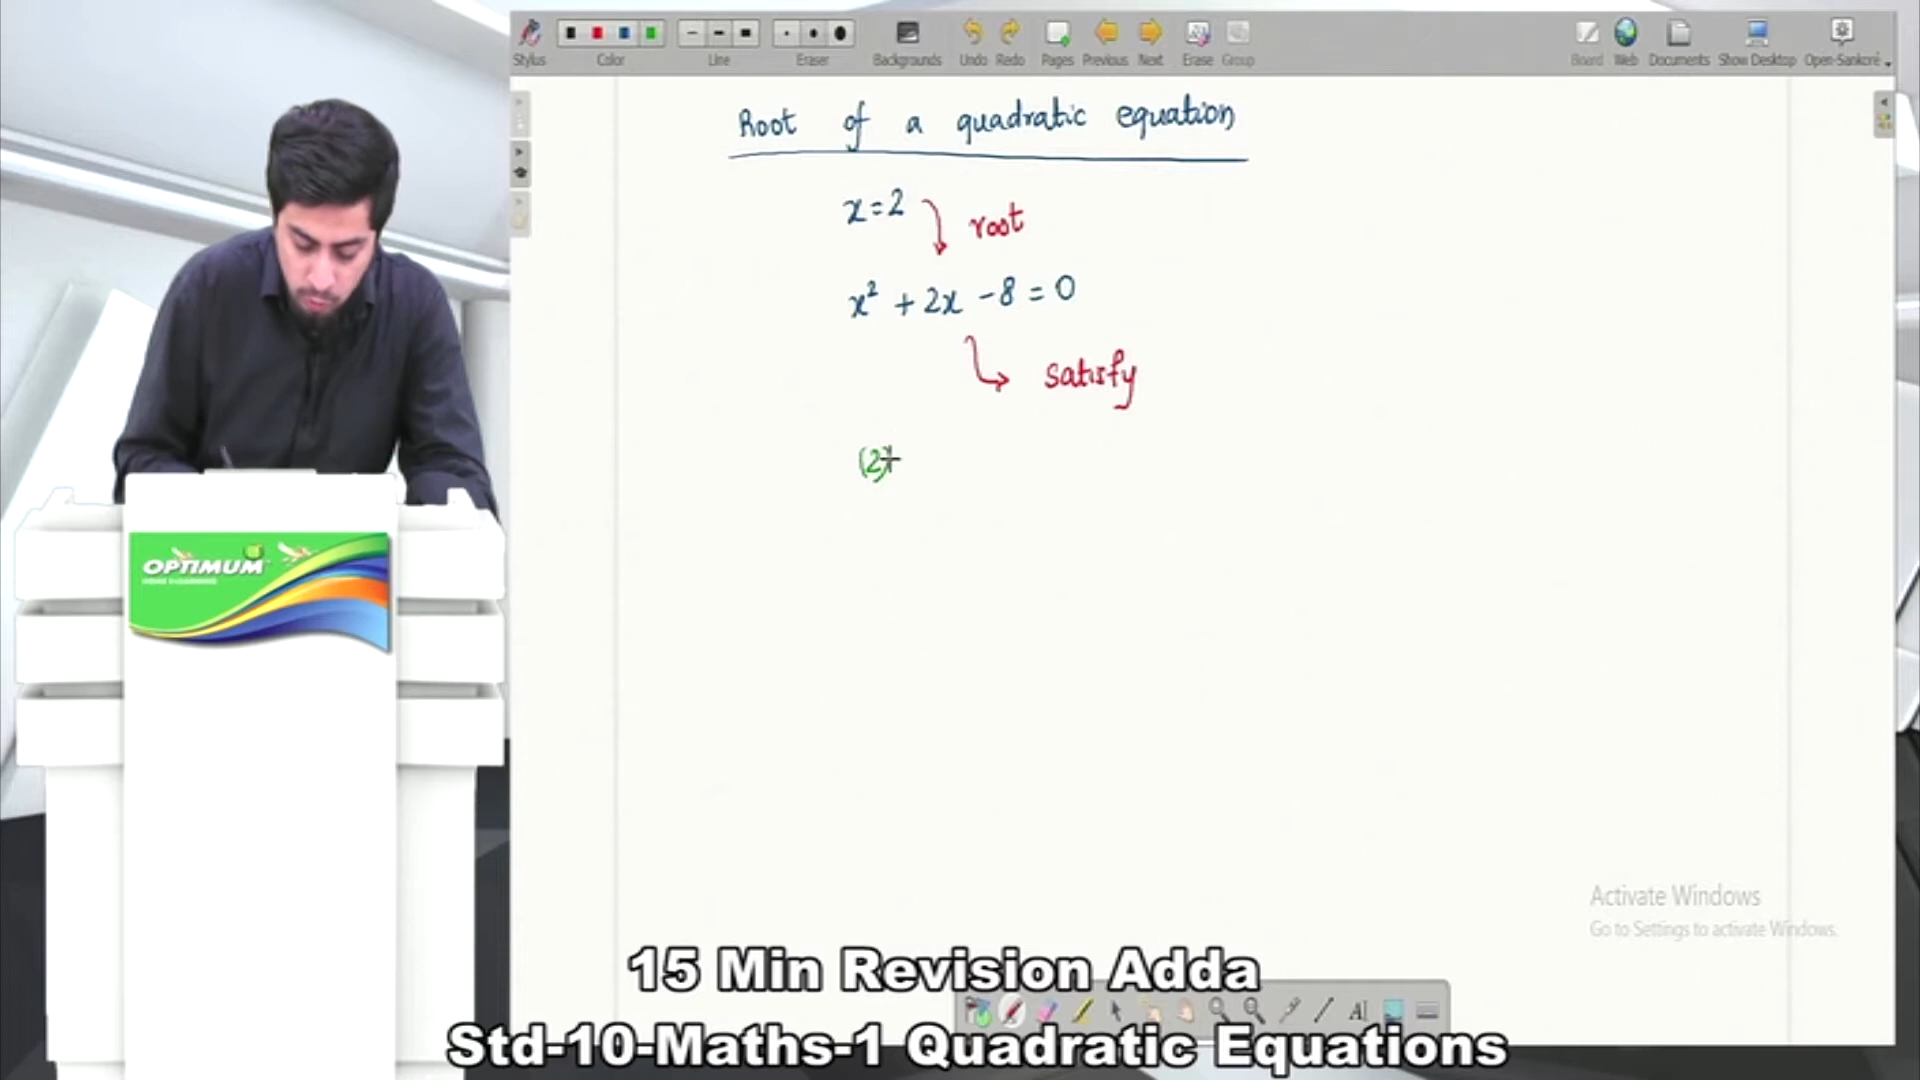 Stylus Color Line Eraser Backgrounds Undo Redo Pages Previous Next Erase Group Board Web Documents Show Desktop Open-Sankoré
Root of a quadratic equation
x=2
root
x² + 2x - 8 = 0
satisfy
(2)
OPTIMUM
Activate Windows
Go to Settings to activate Windows.
15 Min Revision Adda
Std-10-Maths-1 Quadratic Equations